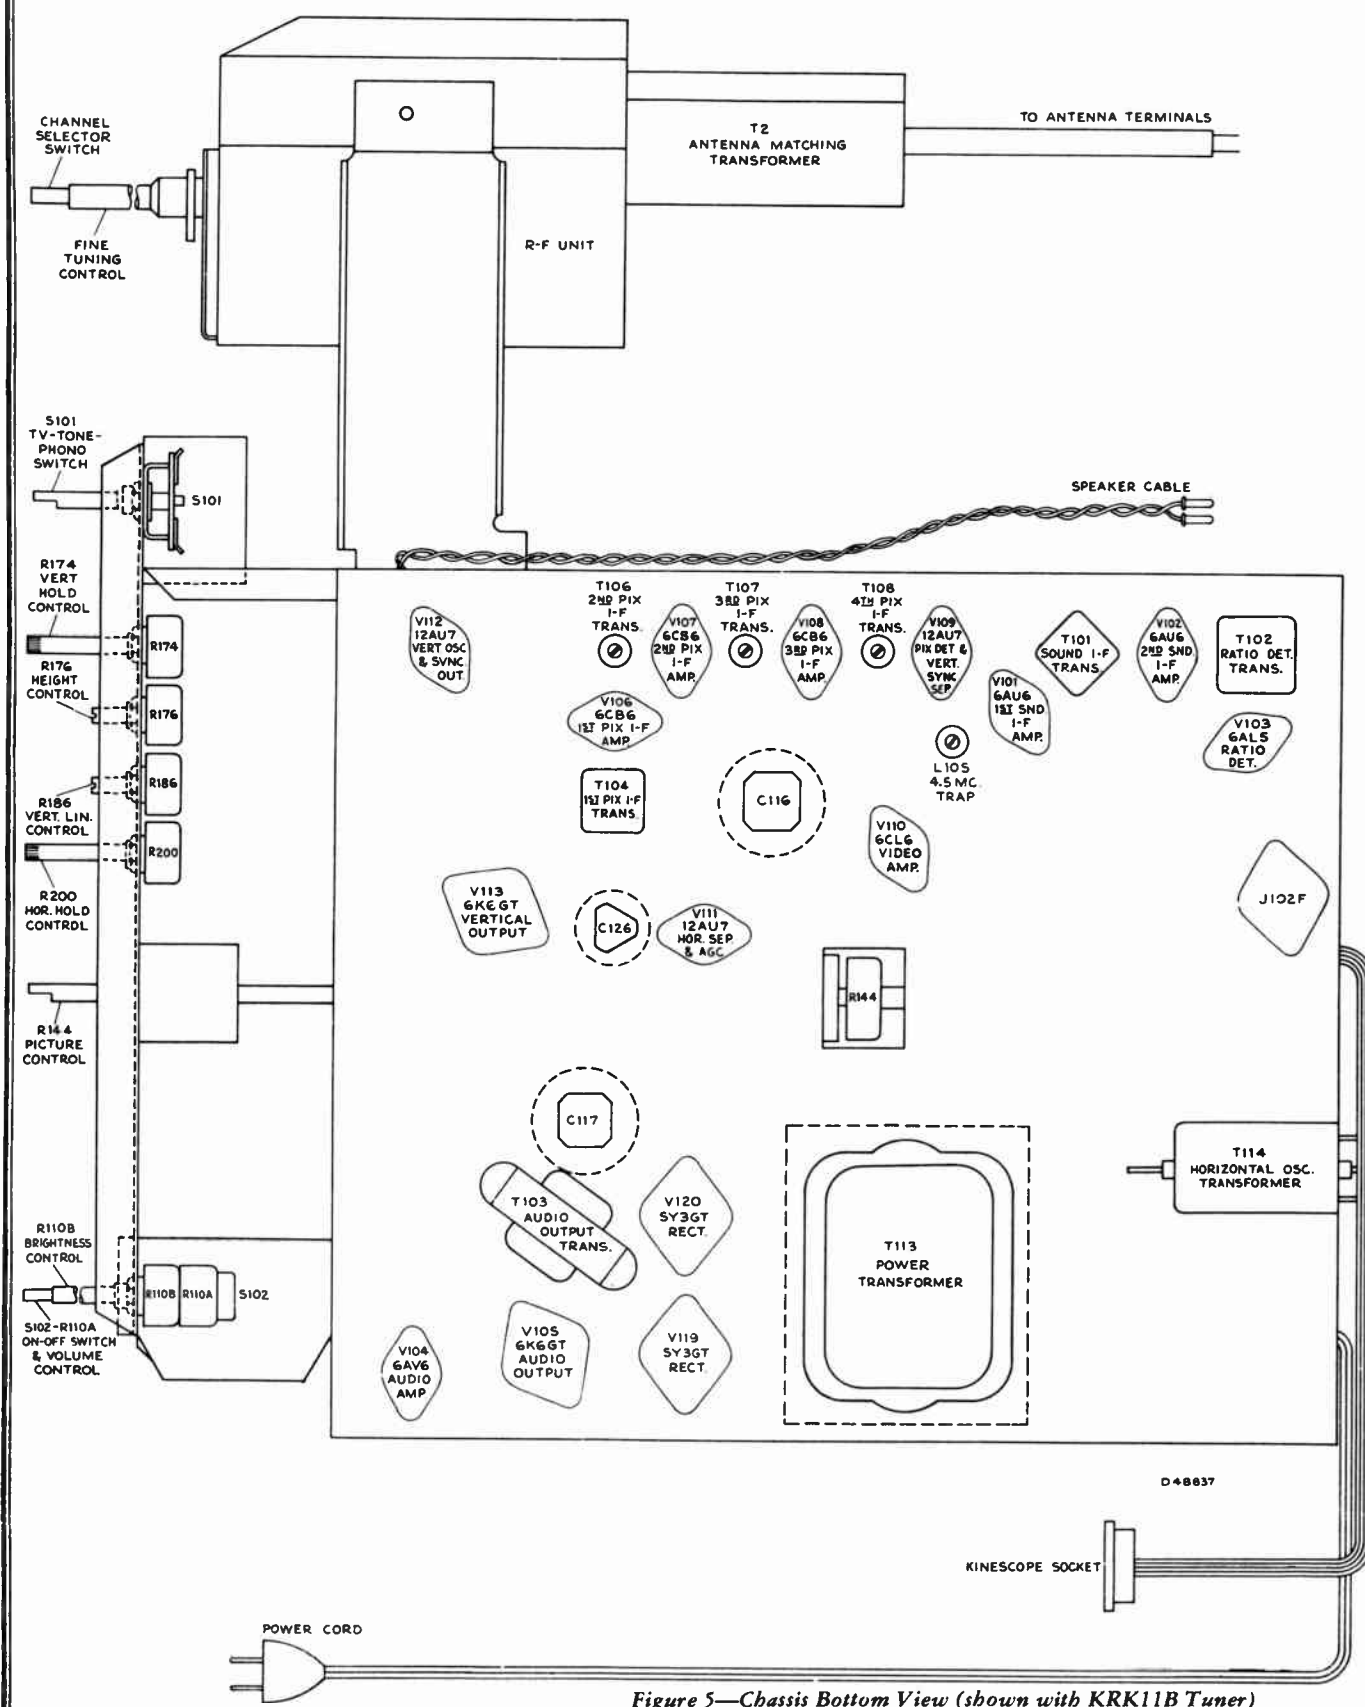 CHANNEL
SELECTOR
SWITCH
FINE
TUNING
CONTROL
T2
ANTENNA MATCHING
TRANSFORMER
TO ANTENNA TERMINALS
R-F UNIT
S101
TV-TONE-
PHONO
SWITCH
S101
SPEAKER CABLE
R174
VERT
HOLD
CONTROL
R174
R176
HEIGHT
CONTROL
R176
R186
VERT. LIN.
CONTROL
R186
R200
HOR. HOLD
CONTROL
R200
R144
PICTURE
CONTROL
R110B
BRIGHTNESS
CONTROL
R110B
R110A
S102
S102-R110A
ON-OFF SWITCH
& VOLUME
CONTROL
V112
12AU7
VERT OSC
& SYNC
OUT.
T106
2ND PIX
I-F
TRANS.
V107
6CB6
2ND PIX
I-F
AMP.
T107
3RD PIX
I-F
TRANS.
V108
6CB6
3RD PIX
I-F
AMP.
T108
4TH PIX
I-F
TRANS.
V109
12AU7
PIX DET &
VERT.
SYNC
SEP.
V101
6AU6
1ST SND
I-F
AMP.
T101
SOUND I-F
TRANS.
V102
6AU6
2ND SND.
I-F
AMP.
T102
RATIO DET.
TRANS.
V103
6AL5
RATIO
DET.
V106
6CB6
1ST PIX I-F
AMP.
T104
1ST PIX I-F
TRANS.
C116
L105
4.5 MC.
TRAP
V110
6CL6
VIDEO
AMP.
J102F
V113
6K6GT
VERTICAL
OUTPUT
C126
V111
12AU7
HOR. SEP.
& AGC
R144
C117
T103
AUDIO
OUTPUT
TRANS.
V120
5Y3GT
RECT.
T113
POWER
TRANSFORMER
T114
HORIZONTAL OSC.
TRANSFORMER
V104
6AV6
AUDIO
AMP
V105
6K6GT
AUDIO
OUTPUT
V119
5Y3GT
RECT.
D48837
KINESCOPE SOCKET
POWER CORD
Figure 5—Chassis Bottom View (shown with KRK11B Tuner)